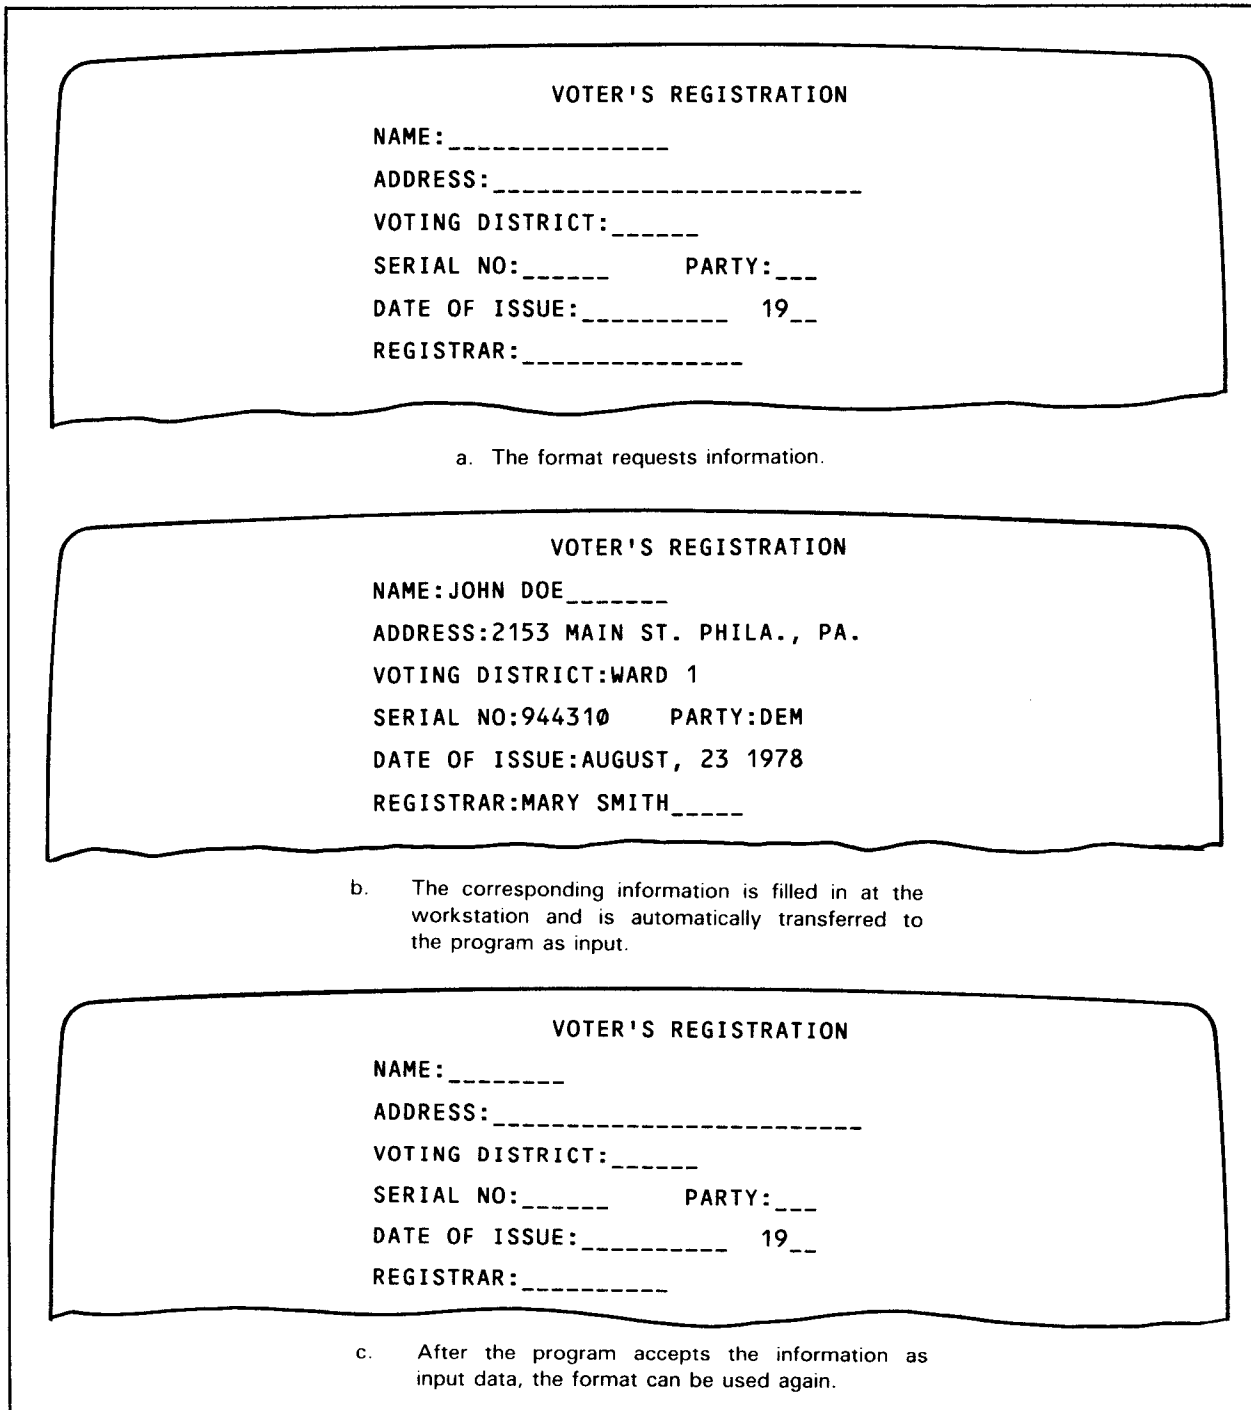 VOTER'S REGISTRATION
NAME:_______________
ADDRESS:_________________________
VOTING DISTRICT:______
SERIAL NO:______ PARTY:___
DATE OF ISSUE:__________ 19__
REGISTRAR:_______________
a. The format requests information.
VOTER'S REGISTRATION
NAME:JOHN DOE_______
ADDRESS:2153 MAIN ST. PHILA., PA.
VOTING DISTRICT:WARD 1
SERIAL NO:94431Ø PARTY:DEM
DATE OF ISSUE:AUGUST, 23 1978
REGISTRAR:MARY SMITH_____
b. The corresponding information is filled in at the
workstation and is automatically transferred to
the program as input.
VOTER'S REGISTRATION
NAME:________
ADDRESS:_________________________
VOTING DISTRICT:______
SERIAL NO:______ PARTY:___
DATE OF ISSUE:__________ 19__
REGISTRAR:__________
c. After the program accepts the information as
input data, the format can be used again.